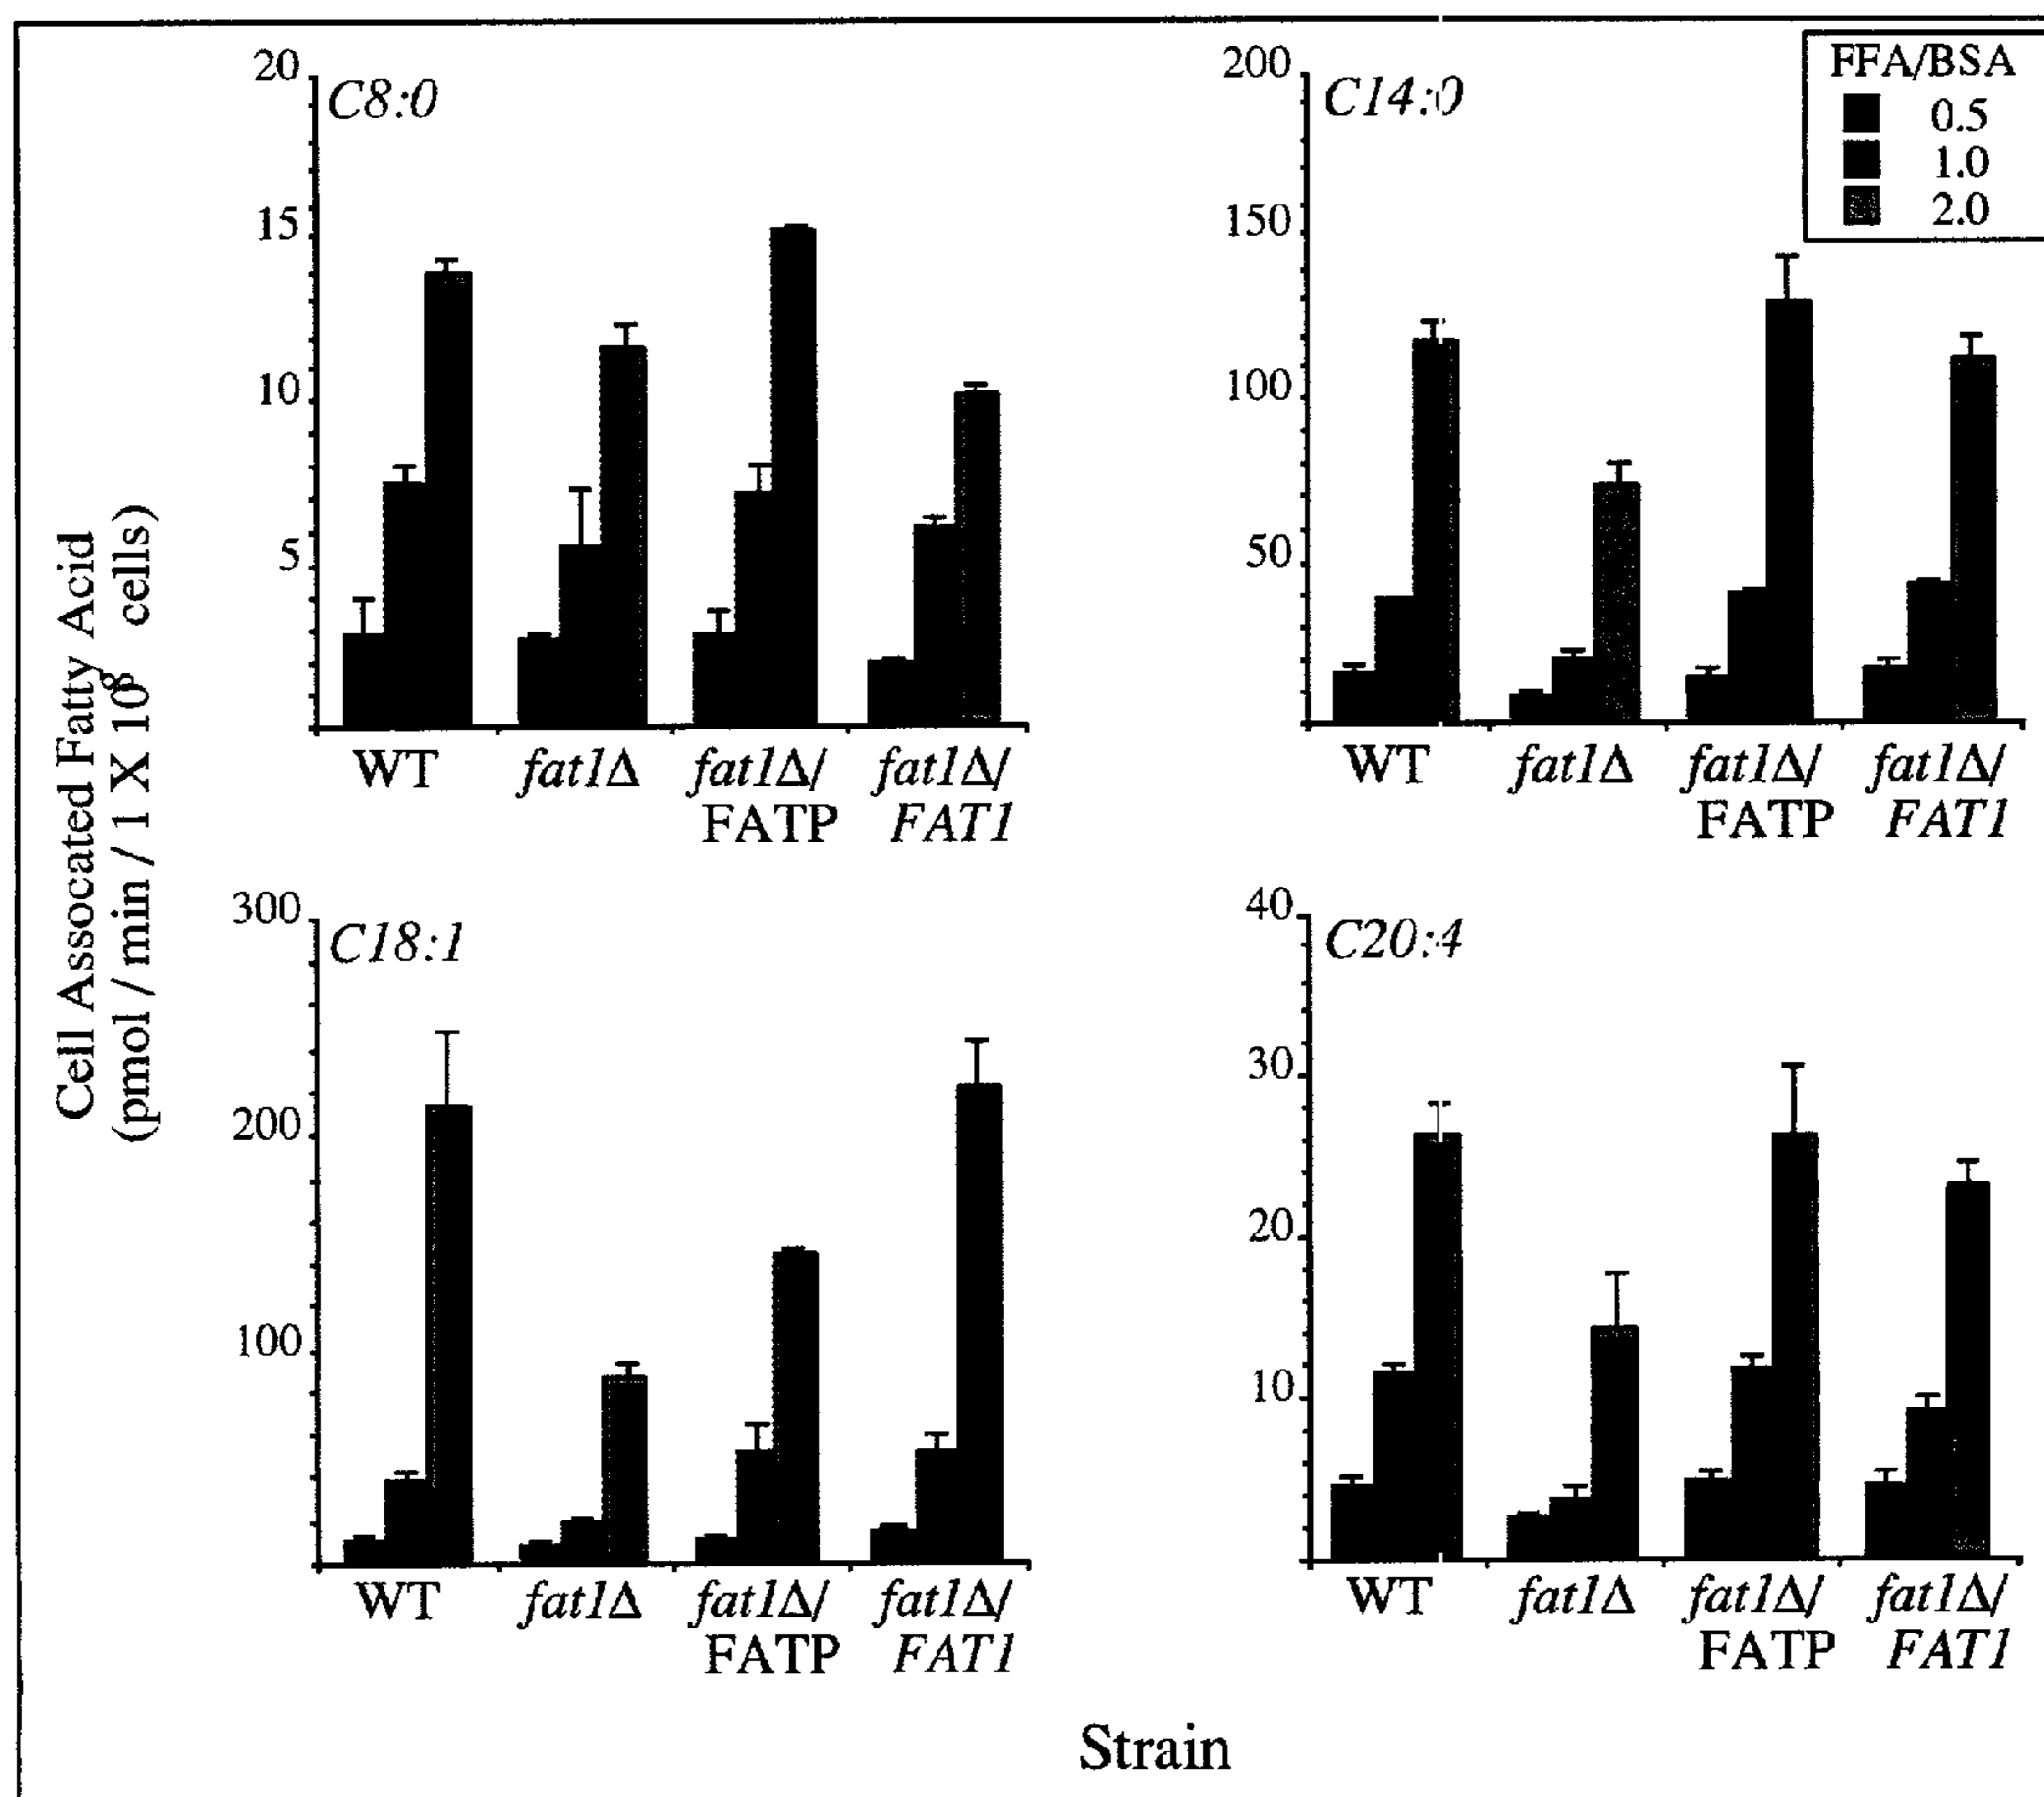 FFA/BSA
0.5
1.0
2.0
Cell Assocated Fatty Acid
(pmol / min / 1 X 10⁸ cells)
C8:0
20
15
10
5
WT
fat1Δ
fat1Δ/
FATP
fat1Δ/
FAT1
C14:0
200
150
100
50
WT
fat1Δ
fat1Δ/
FATP
fat1Δ/
FAT1
C18:1
300
200
100
WT
fat1Δ
fat1Δ/
FATP
fat1Δ/
FAT1
C20:4
40
30
20
10
WT
fat1Δ
fat1Δ/
FATP
fat1Δ/
FAT1
Strain